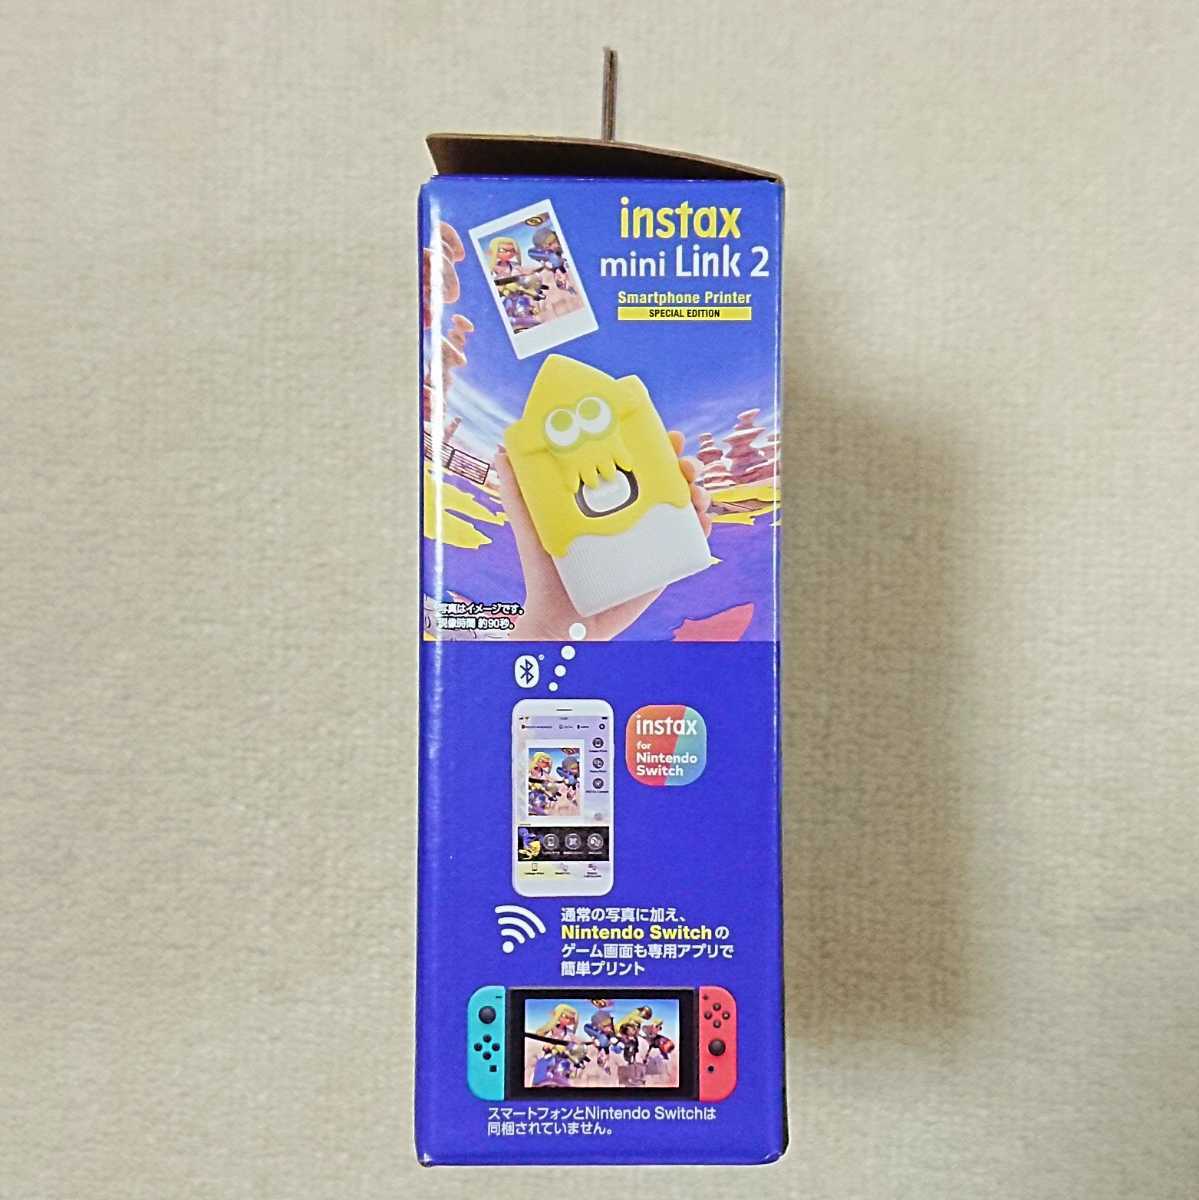 instax
mini Link 2
Smartphone Printer
SPECIAL EDITION
写真はイメージです。
現像時間 約90秒。
instax
for
Nintendo
Switch
通常の写真に加え、
Nintendo Switchの
ゲーム画面も専用アプリで
簡単プリント
スマートフォンとNintendo Switchは
同梱されていません。